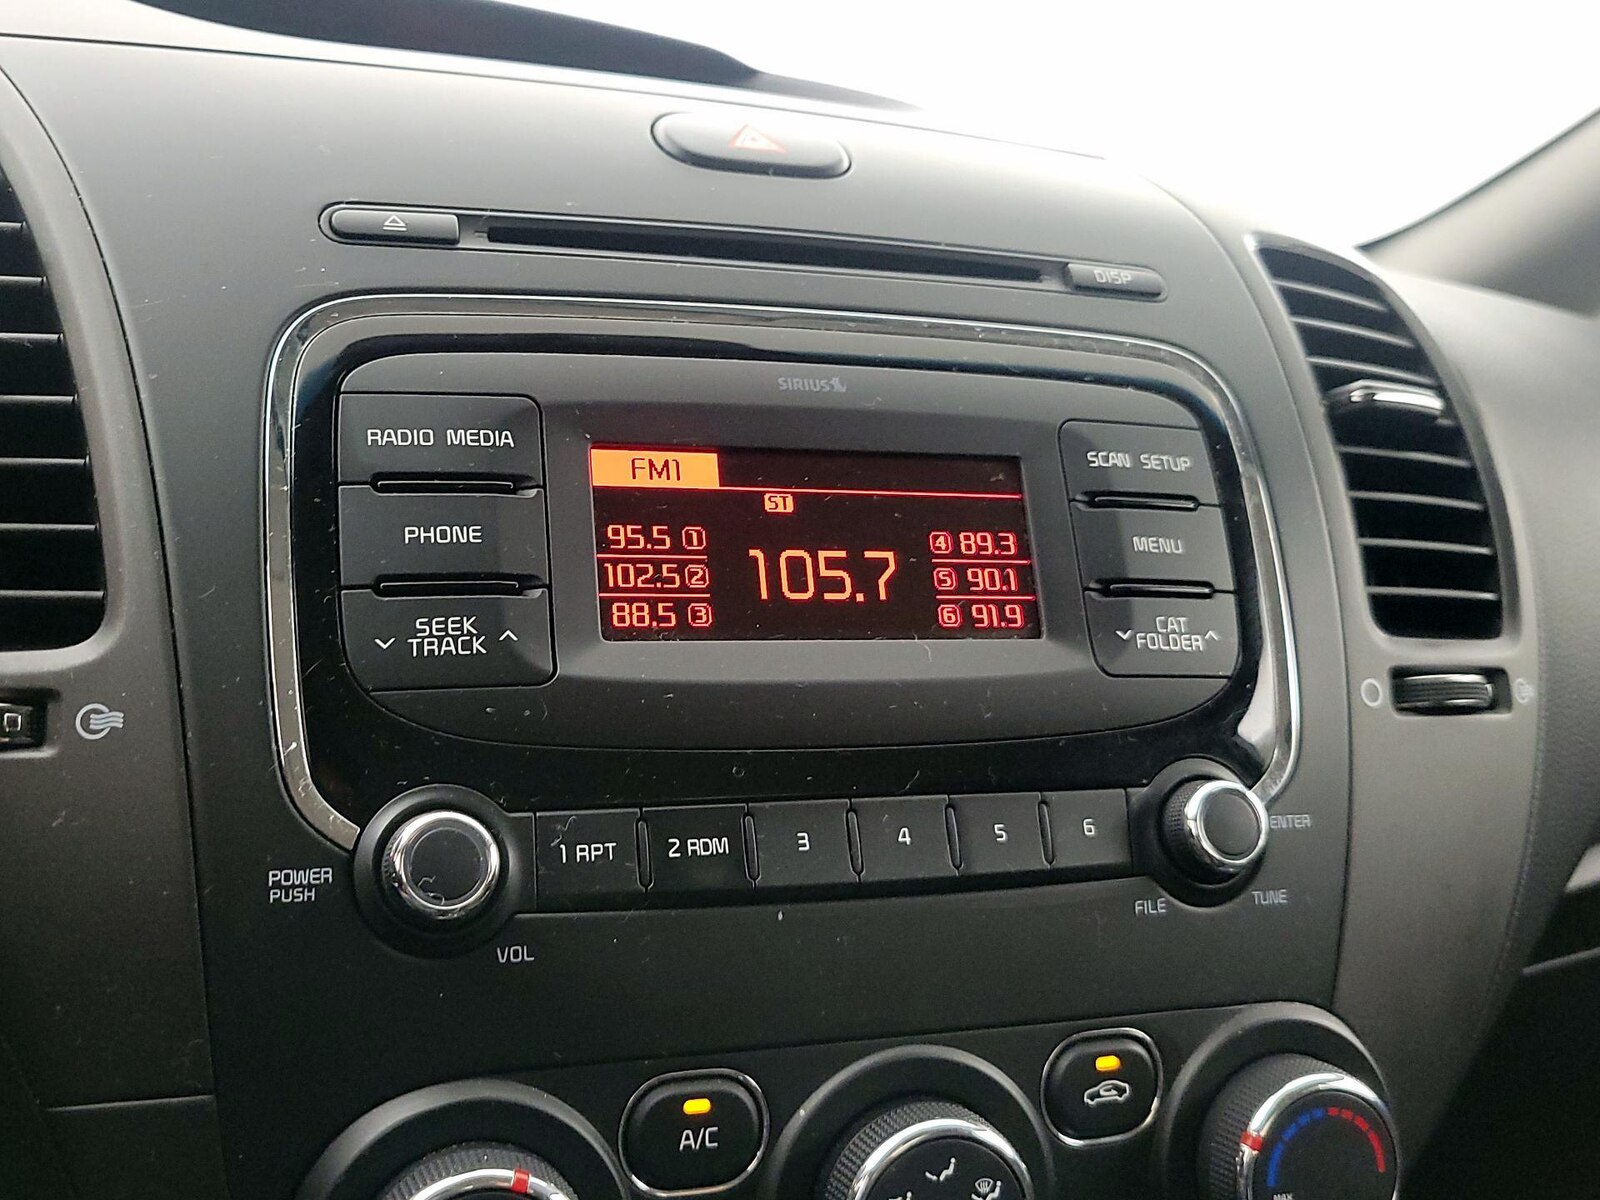 DISP
SIRIUS
RADIO MEDIA
PHONE
SEEK
TRACK
FM1
ST
95.5 1
102.5 2
88.5 3
105.7
4 89.3
5 90.1
6 91.9
SCAN SETUP
MENU
CAT
FOLDER
POWER
PUSH
VOL
1 RPT
2 RDM
3
4
5
6
ENTER
FILE
TUNE
A/C
MAX